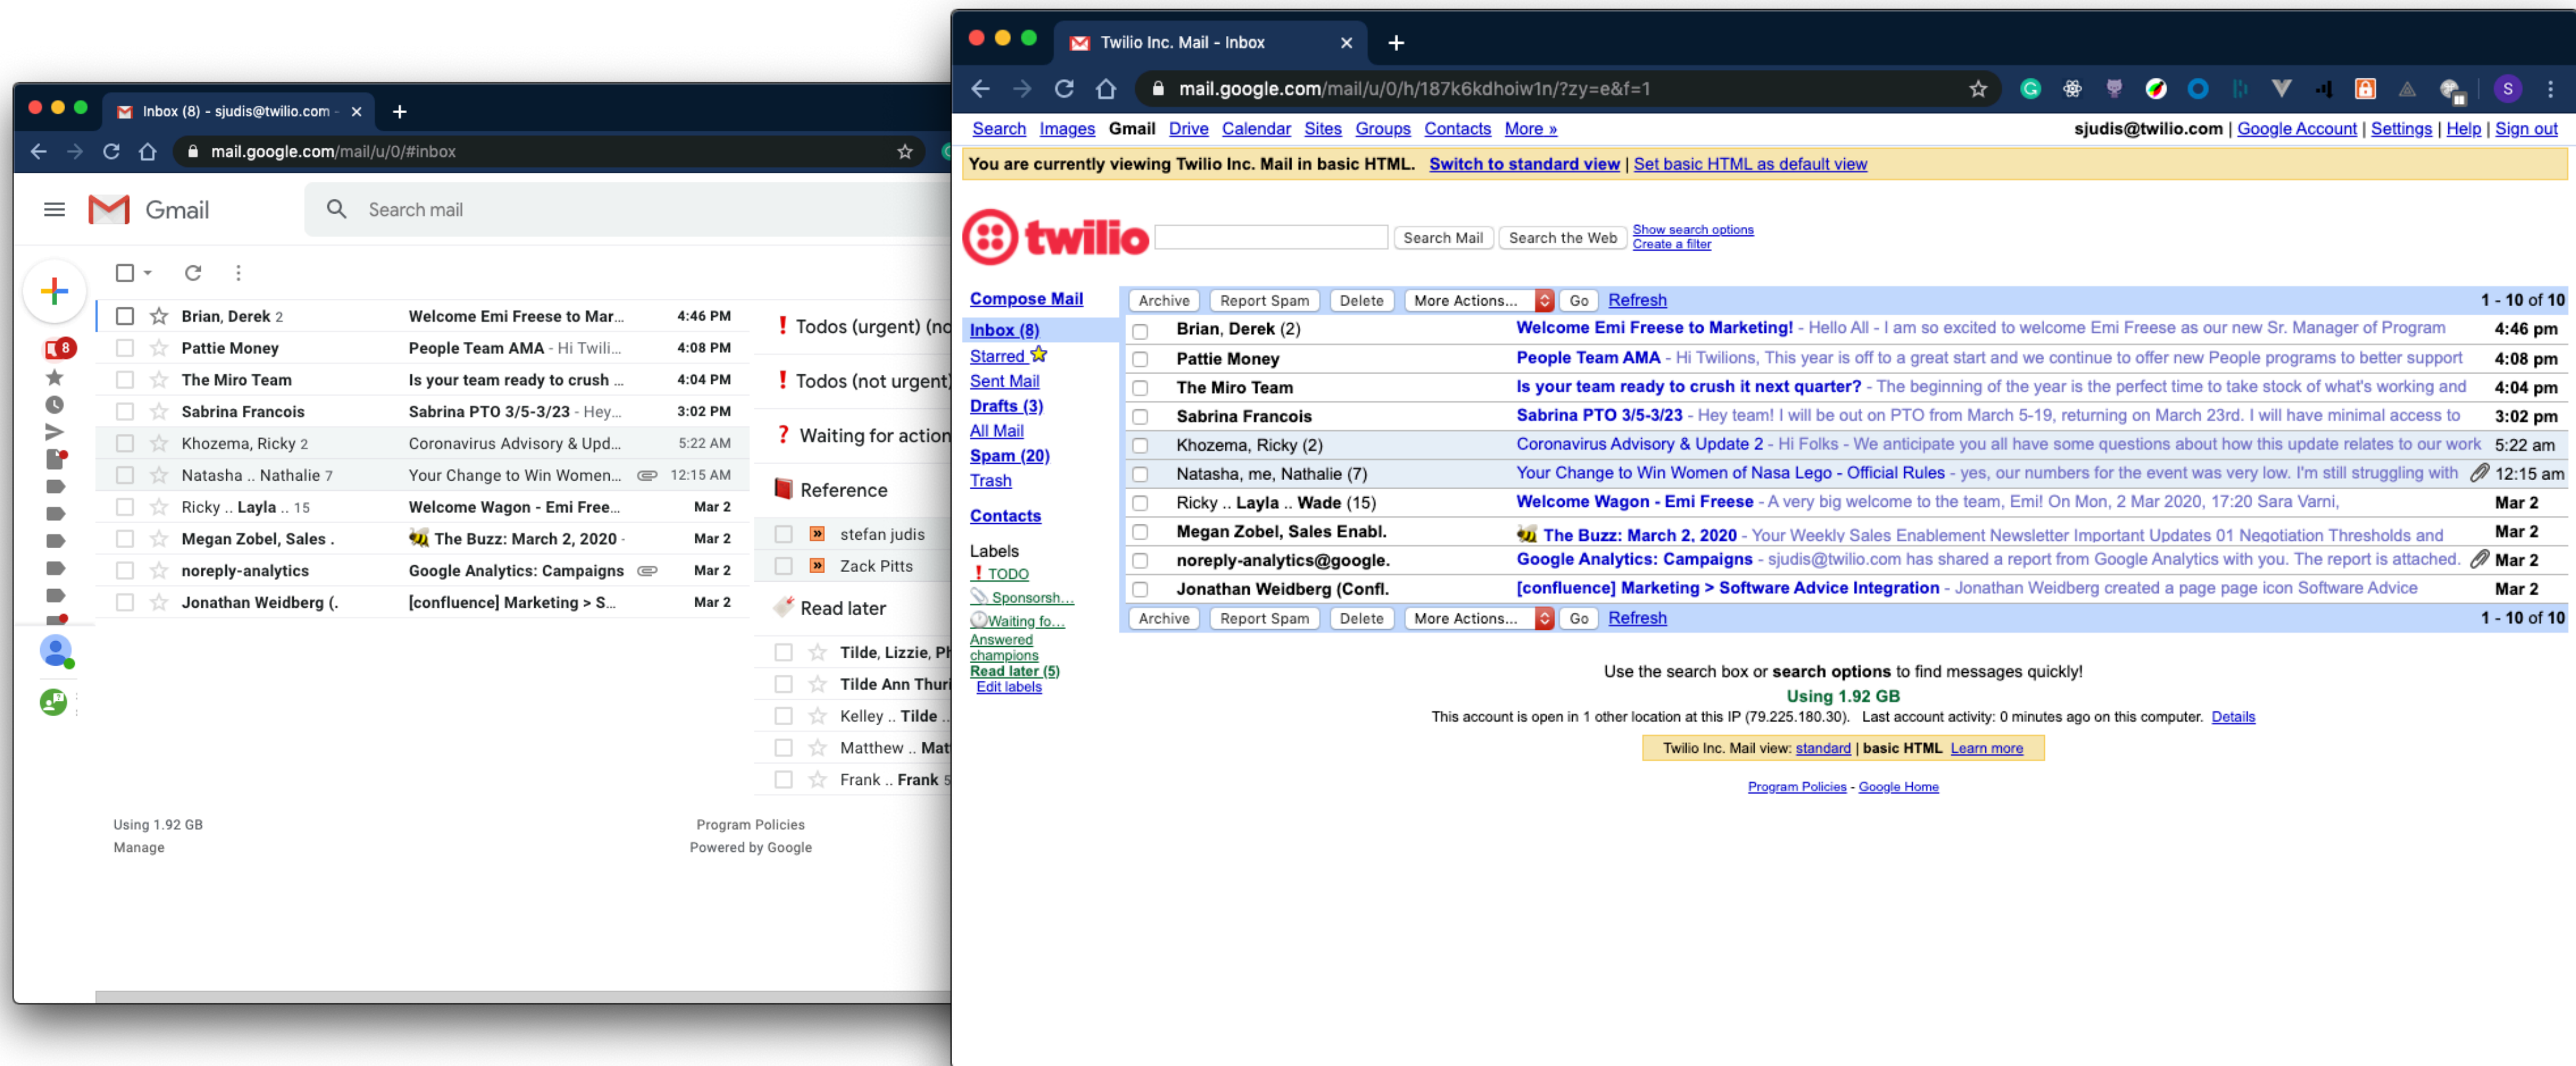 Inbox (8) - sjudis@twilio.com -
mail.google.com/mail/u/0/#inbox
Gmail
Search mail
8
Brian, Derek 2 Welcome Emi Freese to Mar... 4:46 PM
Pattie Money People Team AMA - Hi Twili... 4:08 PM
The Miro Team Is your team ready to crush ... 4:04 PM
Sabrina Francois Sabrina PTO 3/5-3/23 - Hey... 3:02 PM
Khozema, Ricky 2 Coronavirus Advisory & Upd... 5:22 AM
Natasha .. Nathalie 7 Your Change to Win Women... 12:15 AM
Ricky .. Layla .. 15 Welcome Wagon - Emi Free... Mar 2
Megan Zobel, Sales . 🐝 The Buzz: March 2, 2020 - Mar 2
noreply-analytics Google Analytics: Campaigns Mar 2
Jonathan Weidberg (. [confluence] Marketing > S... Mar 2
❗ Todos (urgent) (no
❗ Todos (not urgent)
❓ Waiting for action
📕 Reference
stefan judis
Zack Pitts
Read later
Tilde, Lizzie, Ph
Tilde Ann Thuri
Kelley .. Tilde ..
Matthew .. Mat
Frank .. Frank 5
Using 1.92 GB
Manage
Program Policies
Powered by Google
Twilio Inc. Mail - Inbox
mail.google.com/mail/u/0/h/187k6kdhoiw1n/?zy=e&f=1
S
Search Images Gmail Drive Calendar Sites Groups Contacts More »
sjudis@twilio.com | Google Account | Settings | Help | Sign out
You are currently viewing Twilio Inc. Mail in basic HTML. Switch to standard view | Set basic HTML as default view
twilio
Search Mail Search the Web
Show search options
Create a filter
Compose Mail
Inbox (8)
Starred
Sent Mail
Drafts (3)
All Mail
Spam (20)
Trash
Contacts
Labels
❗ TODO
Sponsorsh...
Waiting fo...
Answered
champions
Read later (5)
Edit labels
Archive Report Spam Delete More Actions... Go Refresh 1 - 10 of 10
Brian, Derek (2) Welcome Emi Freese to Marketing! - Hello All - I am so excited to welcome Emi Freese as our new Sr. Manager of Program 4:46 pm
Pattie Money People Team AMA - Hi Twilions, This year is off to a great start and we continue to offer new People programs to better support 4:08 pm
The Miro Team Is your team ready to crush it next quarter? - The beginning of the year is the perfect time to take stock of what's working and 4:04 pm
Sabrina Francois Sabrina PTO 3/5-3/23 - Hey team! I will be out on PTO from March 5-19, returning on March 23rd. I will have minimal access to 3:02 pm
Khozema, Ricky (2) Coronavirus Advisory & Update 2 - Hi Folks - We anticipate you all have some questions about how this update relates to our work 5:22 am
Natasha, me, Nathalie (7) Your Change to Win Women of Nasa Lego - Official Rules - yes, our numbers for the event was very low. I'm still struggling with 12:15 am
Ricky .. Layla .. Wade (15) Welcome Wagon - Emi Freese - A very big welcome to the team, Emi! On Mon, 2 Mar 2020, 17:20 Sara Varni, Mar 2
Megan Zobel, Sales Enabl. 🐝 The Buzz: March 2, 2020 - Your Weekly Sales Enablement Newsletter Important Updates 01 Negotiation Thresholds and Mar 2
noreply-analytics@google. Google Analytics: Campaigns - sjudis@twilio.com has shared a report from Google Analytics with you. The report is attached. Mar 2
Jonathan Weidberg (Confl. [confluence] Marketing > Software Advice Integration - Jonathan Weidberg created a page page icon Software Advice Mar 2
Archive Report Spam Delete More Actions... Go Refresh 1 - 10 of 10
Use the search box or search options to find messages quickly!
Using 1.92 GB
This account is open in 1 other location at this IP (79.225.180.30). Last account activity: 0 minutes ago on this computer. Details
Twilio Inc. Mail view: standard | basic HTML Learn more
Program Policies - Google Home